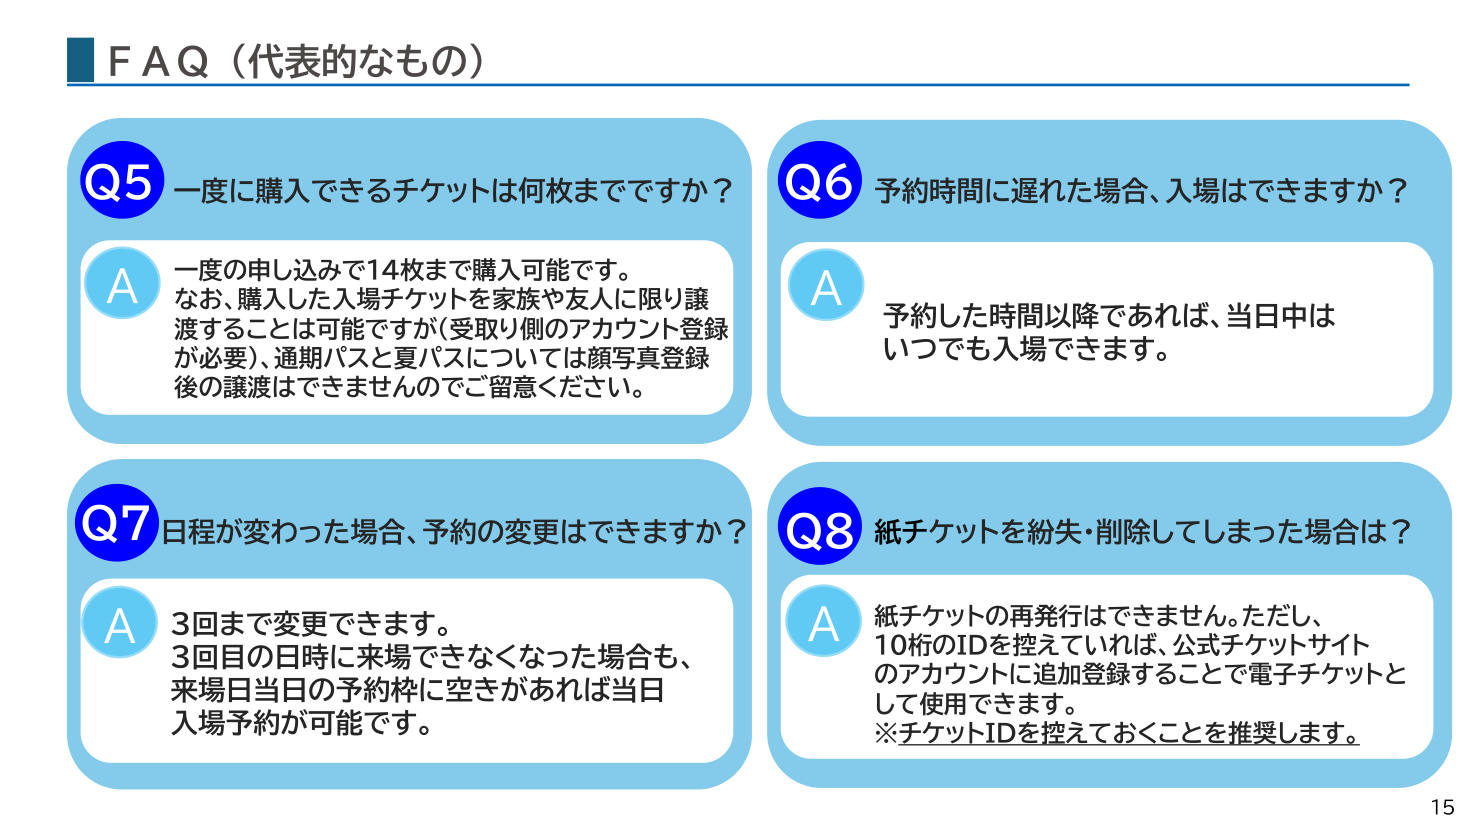 ＦＡＱ（代表的なもの）
Q5 一度に購入できるチケットは何枚までですか？
A
一度の申し込みで14枚まで購入可能です。
なお、購入した入場チケットを家族や友人に限り譲
渡することは可能ですが（受取り側のアカウント登録
が必要）、通期パスと夏パスについては顔写真登録
後の譲渡はできませんのでご留意ください。
Q6 予約時間に遅れた場合、入場はできますか？
A
予約した時間以降であれば、当日中は
いつでも入場できます。
Q7 日程が変わった場合、予約の変更はできますか？
A
3回まで変更できます。
3回目の日時に来場できなくなった場合も、
来場日当日の予約枠に空きがあれば当日
入場予約が可能です。
Q8 紙チケットを紛失・削除してしまった場合は？
A
紙チケットの再発行はできません。ただし、
10桁のIDを控えていれば、公式チケットサイト
のアカウントに追加登録することで電子チケットと
して使用できます。
※チケットIDを控えておくことを推奨します。
15